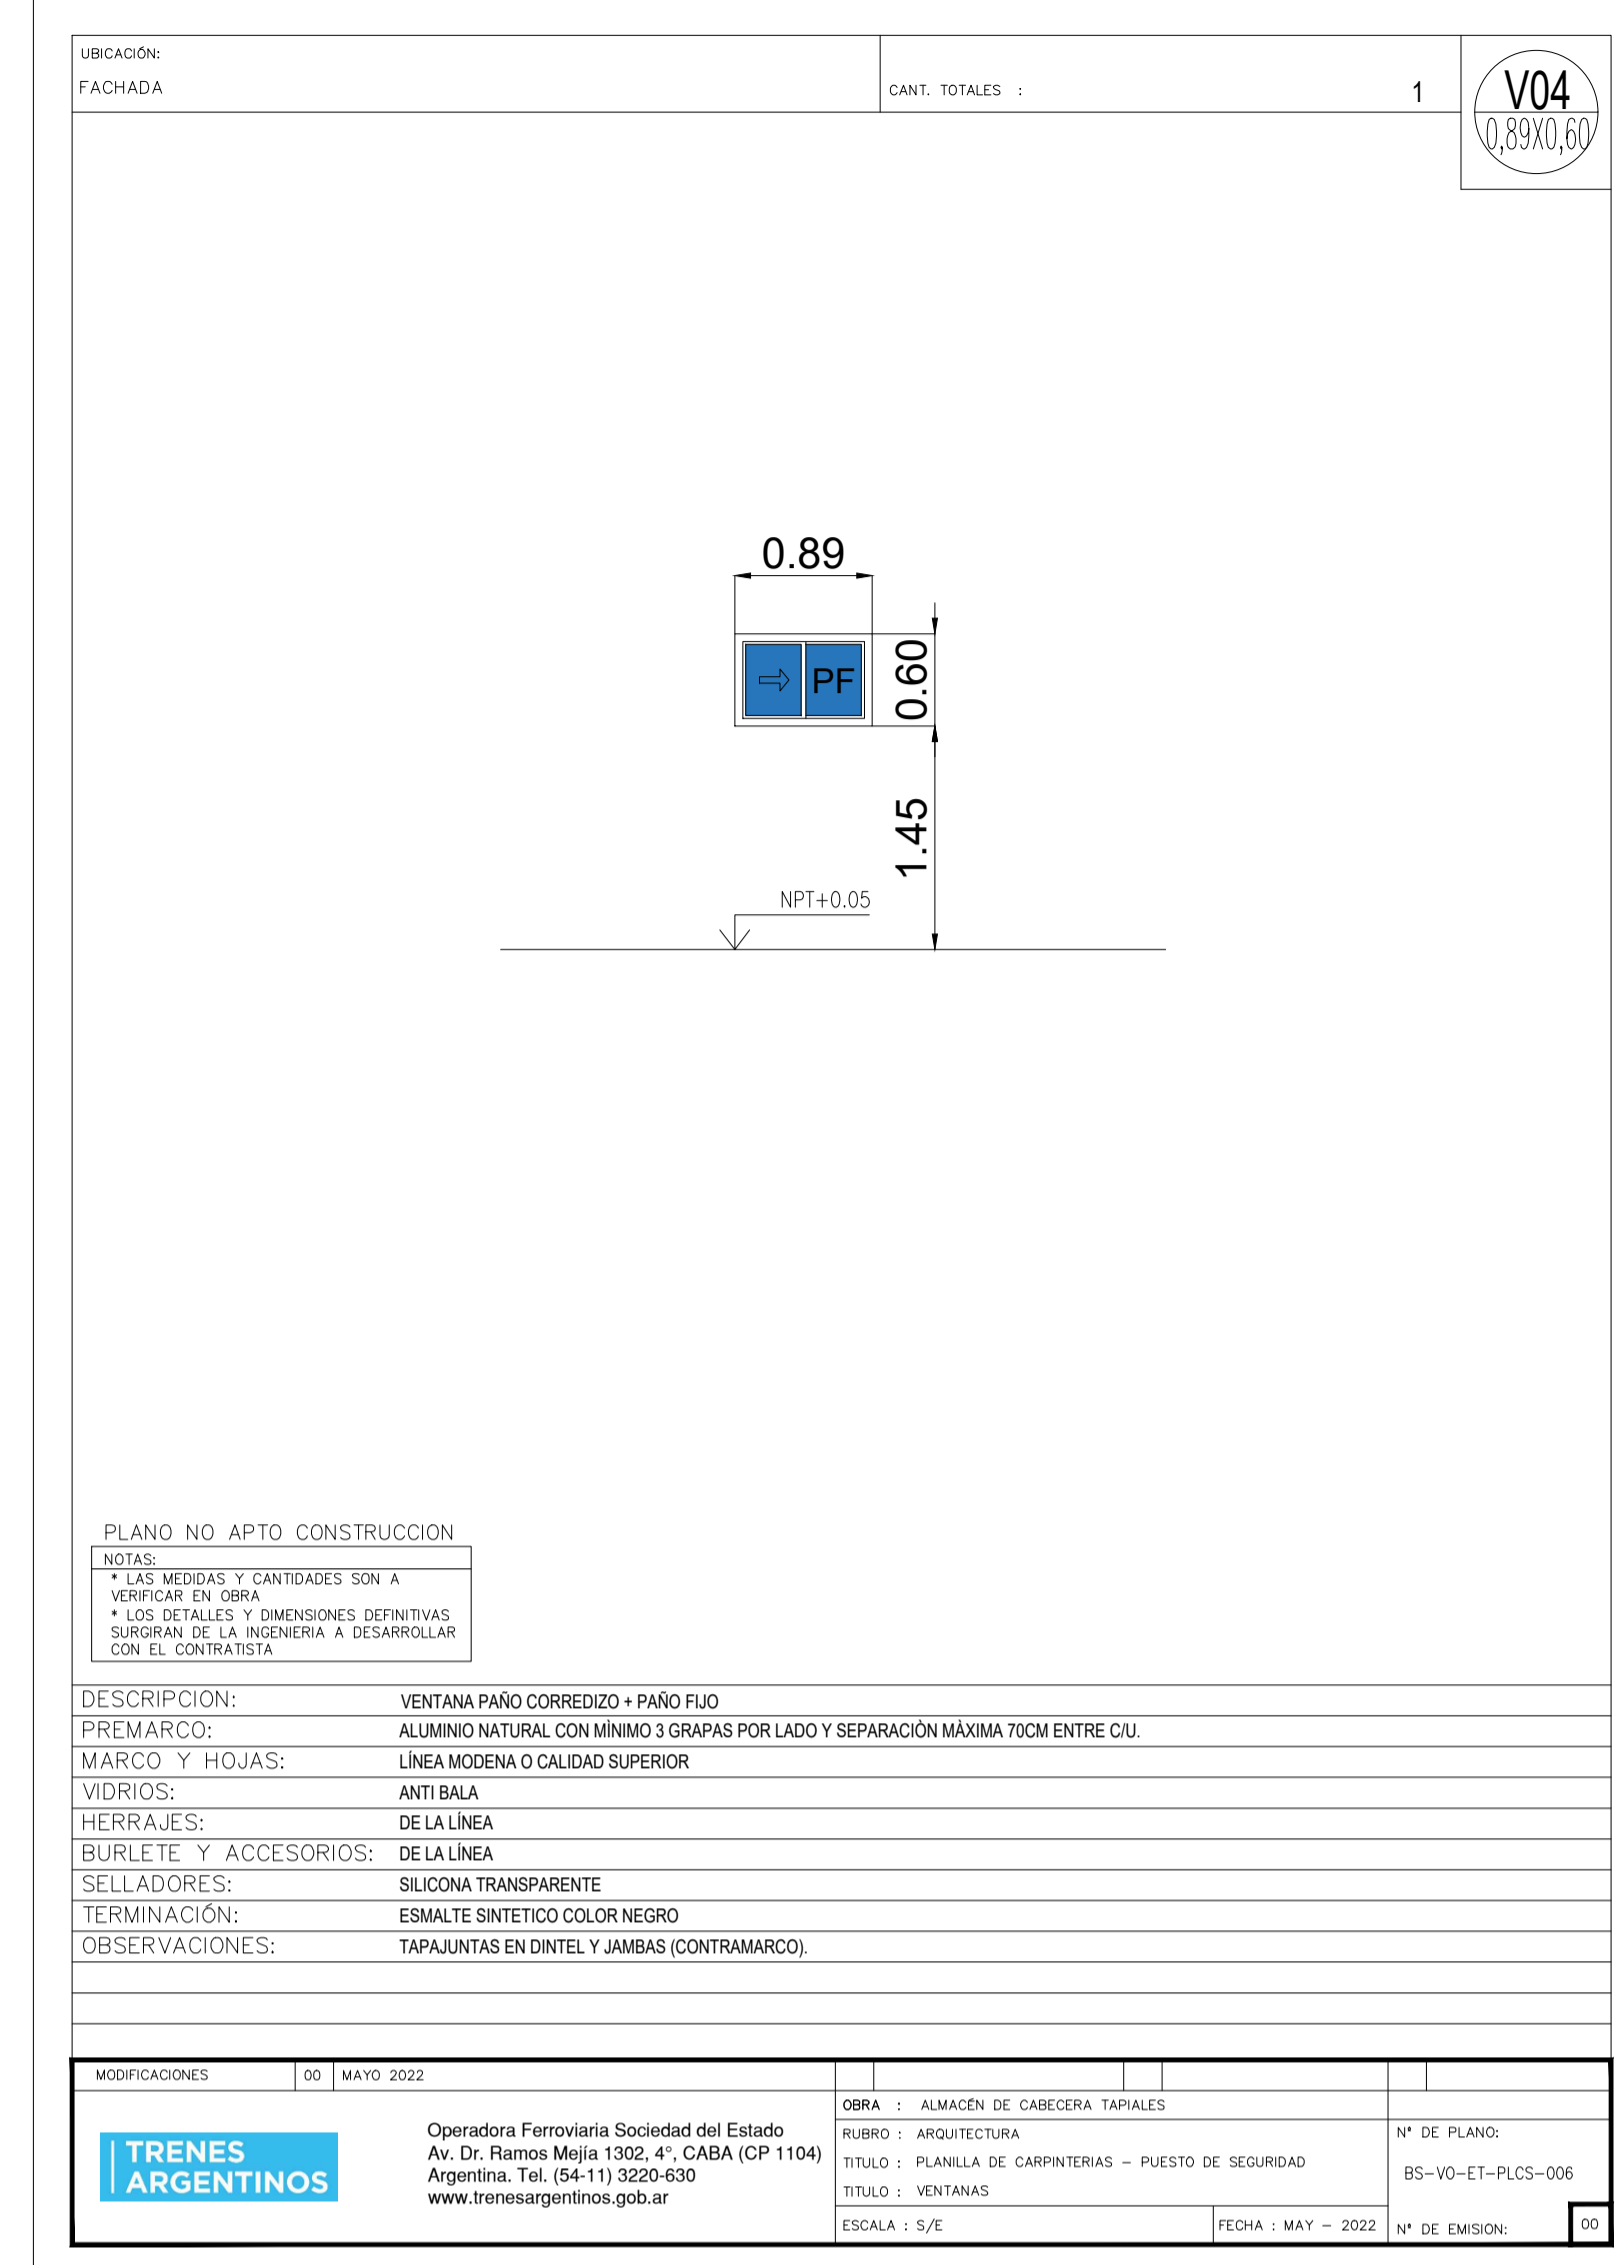 UBICACIÓN:
FACHADA
CANT. TOTALES :
1
V04
0,89X0,60
0.89
0.60
PF
1.45
NPT+0.05
PLANO NO APTO CONSTRUCCION
NOTAS:
* LAS MEDIDAS Y CANTIDADES SON A
VERIFICAR EN OBRA
* LOS DETALLES Y DIMENSIONES DEFINITIVAS
SURGIRAN DE LA INGENIERIA A DESARROLLAR
CON EL CONTRATISTA
DESCRIPCION: VENTANA PAÑO CORREDIZO + PAÑO FIJO
PREMARCO: ALUMINIO NATURAL CON MÌNIMO 3 GRAPAS POR LADO Y SEPARACIÒN MÀXIMA 70CM ENTRE C/U.
MARCO Y HOJAS: LÍNEA MODENA O CALIDAD SUPERIOR
VIDRIOS: ANTI BALA
HERRAJES: DE LA LÍNEA
BURLETE Y ACCESORIOS: DE LA LÍNEA
SELLADORES: SILICONA TRANSPARENTE
TERMINACIÓN: ESMALTE SINTETICO COLOR NEGRO
OBSERVACIONES: TAPAJUNTAS EN DINTEL Y JAMBAS (CONTRAMARCO).
MODIFICACIONES 00 MAYO 2022
TRENES
ARGENTINOS
Operadora Ferroviaria Sociedad del Estado
Av. Dr. Ramos Mejía 1302, 4°, CABA (CP 1104)
Argentina. Tel. (54-11) 3220-630
www.trenesargentinos.gob.ar
OBRA : ALMACÉN DE CABECERA TAPIALES
RUBRO : ARQUITECTURA
TITULO : PLANILLA DE CARPINTERIAS – PUESTO DE SEGURIDAD
TITULO : VENTANAS
ESCALA : S/E
FECHA : MAY – 2022
N° DE PLANO:
BS–VO–ET–PLCS–006
N° DE EMISION:
00